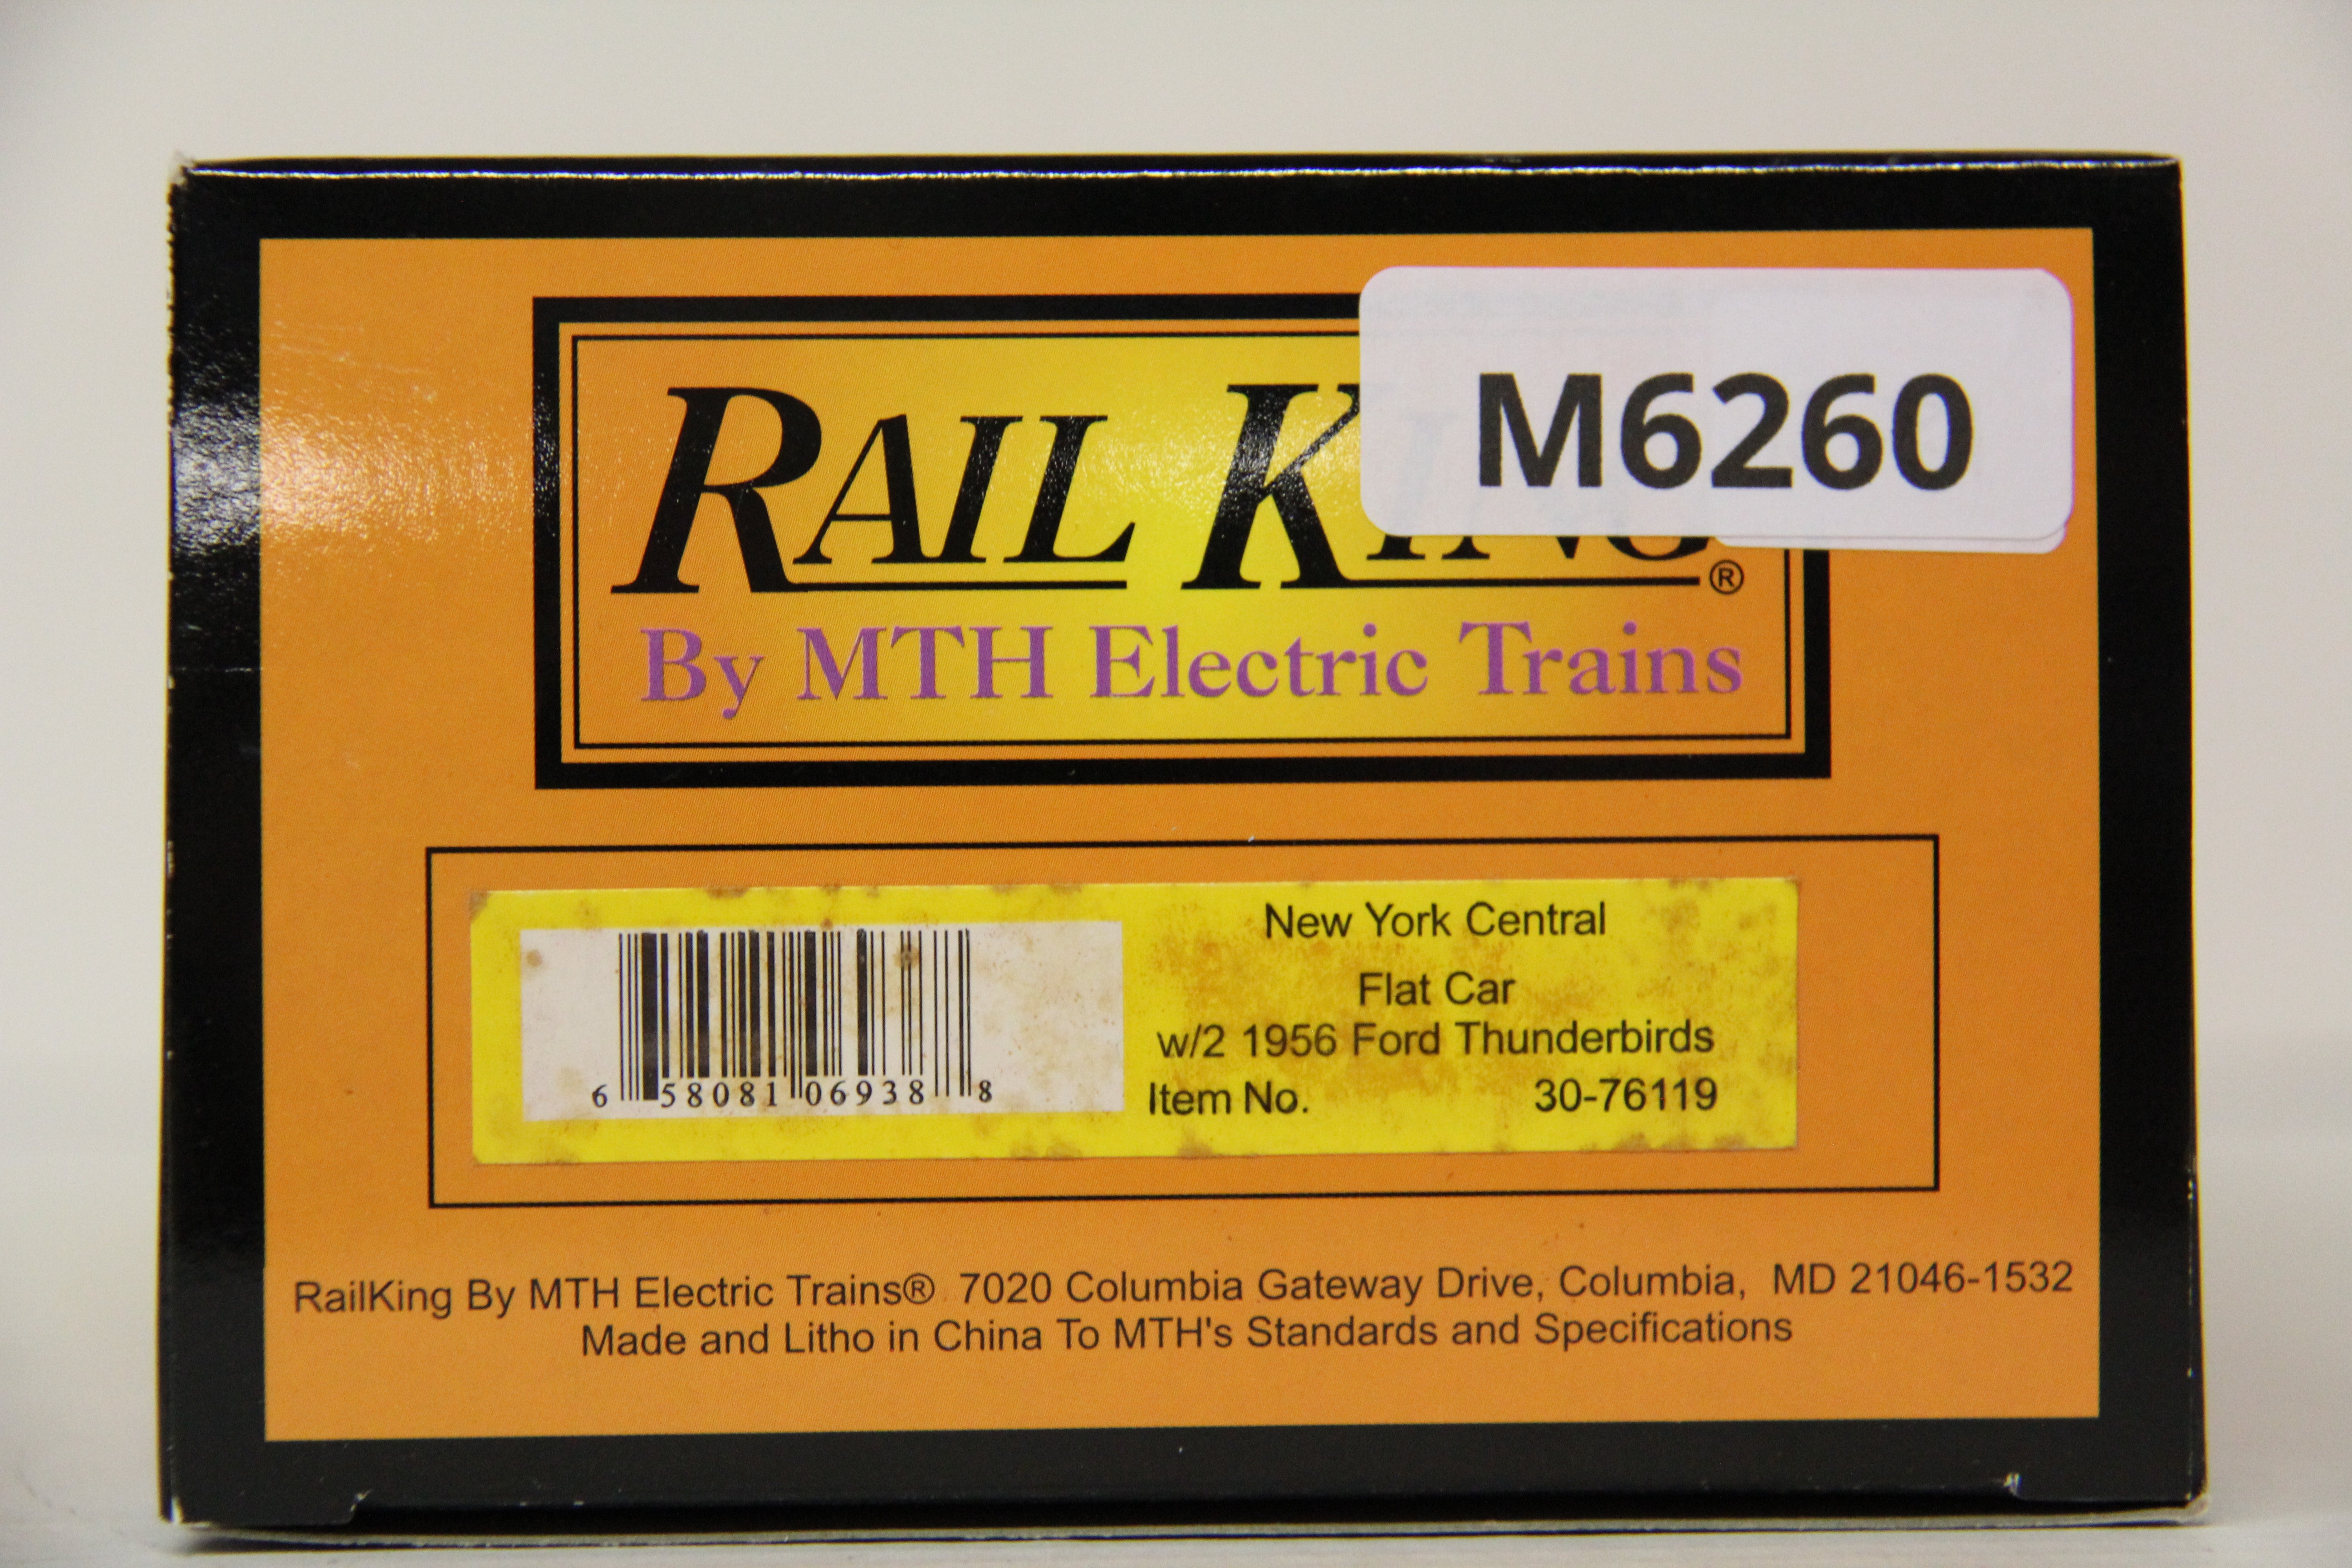 M6260
RAIL KING®
By MTH Electric Trains
New York Central
Flat Car
w/2 1956 Ford Thunderbirds
Item No. 30-76119
6 58081 06938 8
RailKing By MTH Electric Trains® 7020 Columbia Gateway Drive, Columbia, MD 21046-1532
Made and Litho in China To MTH's Standards and Specifications